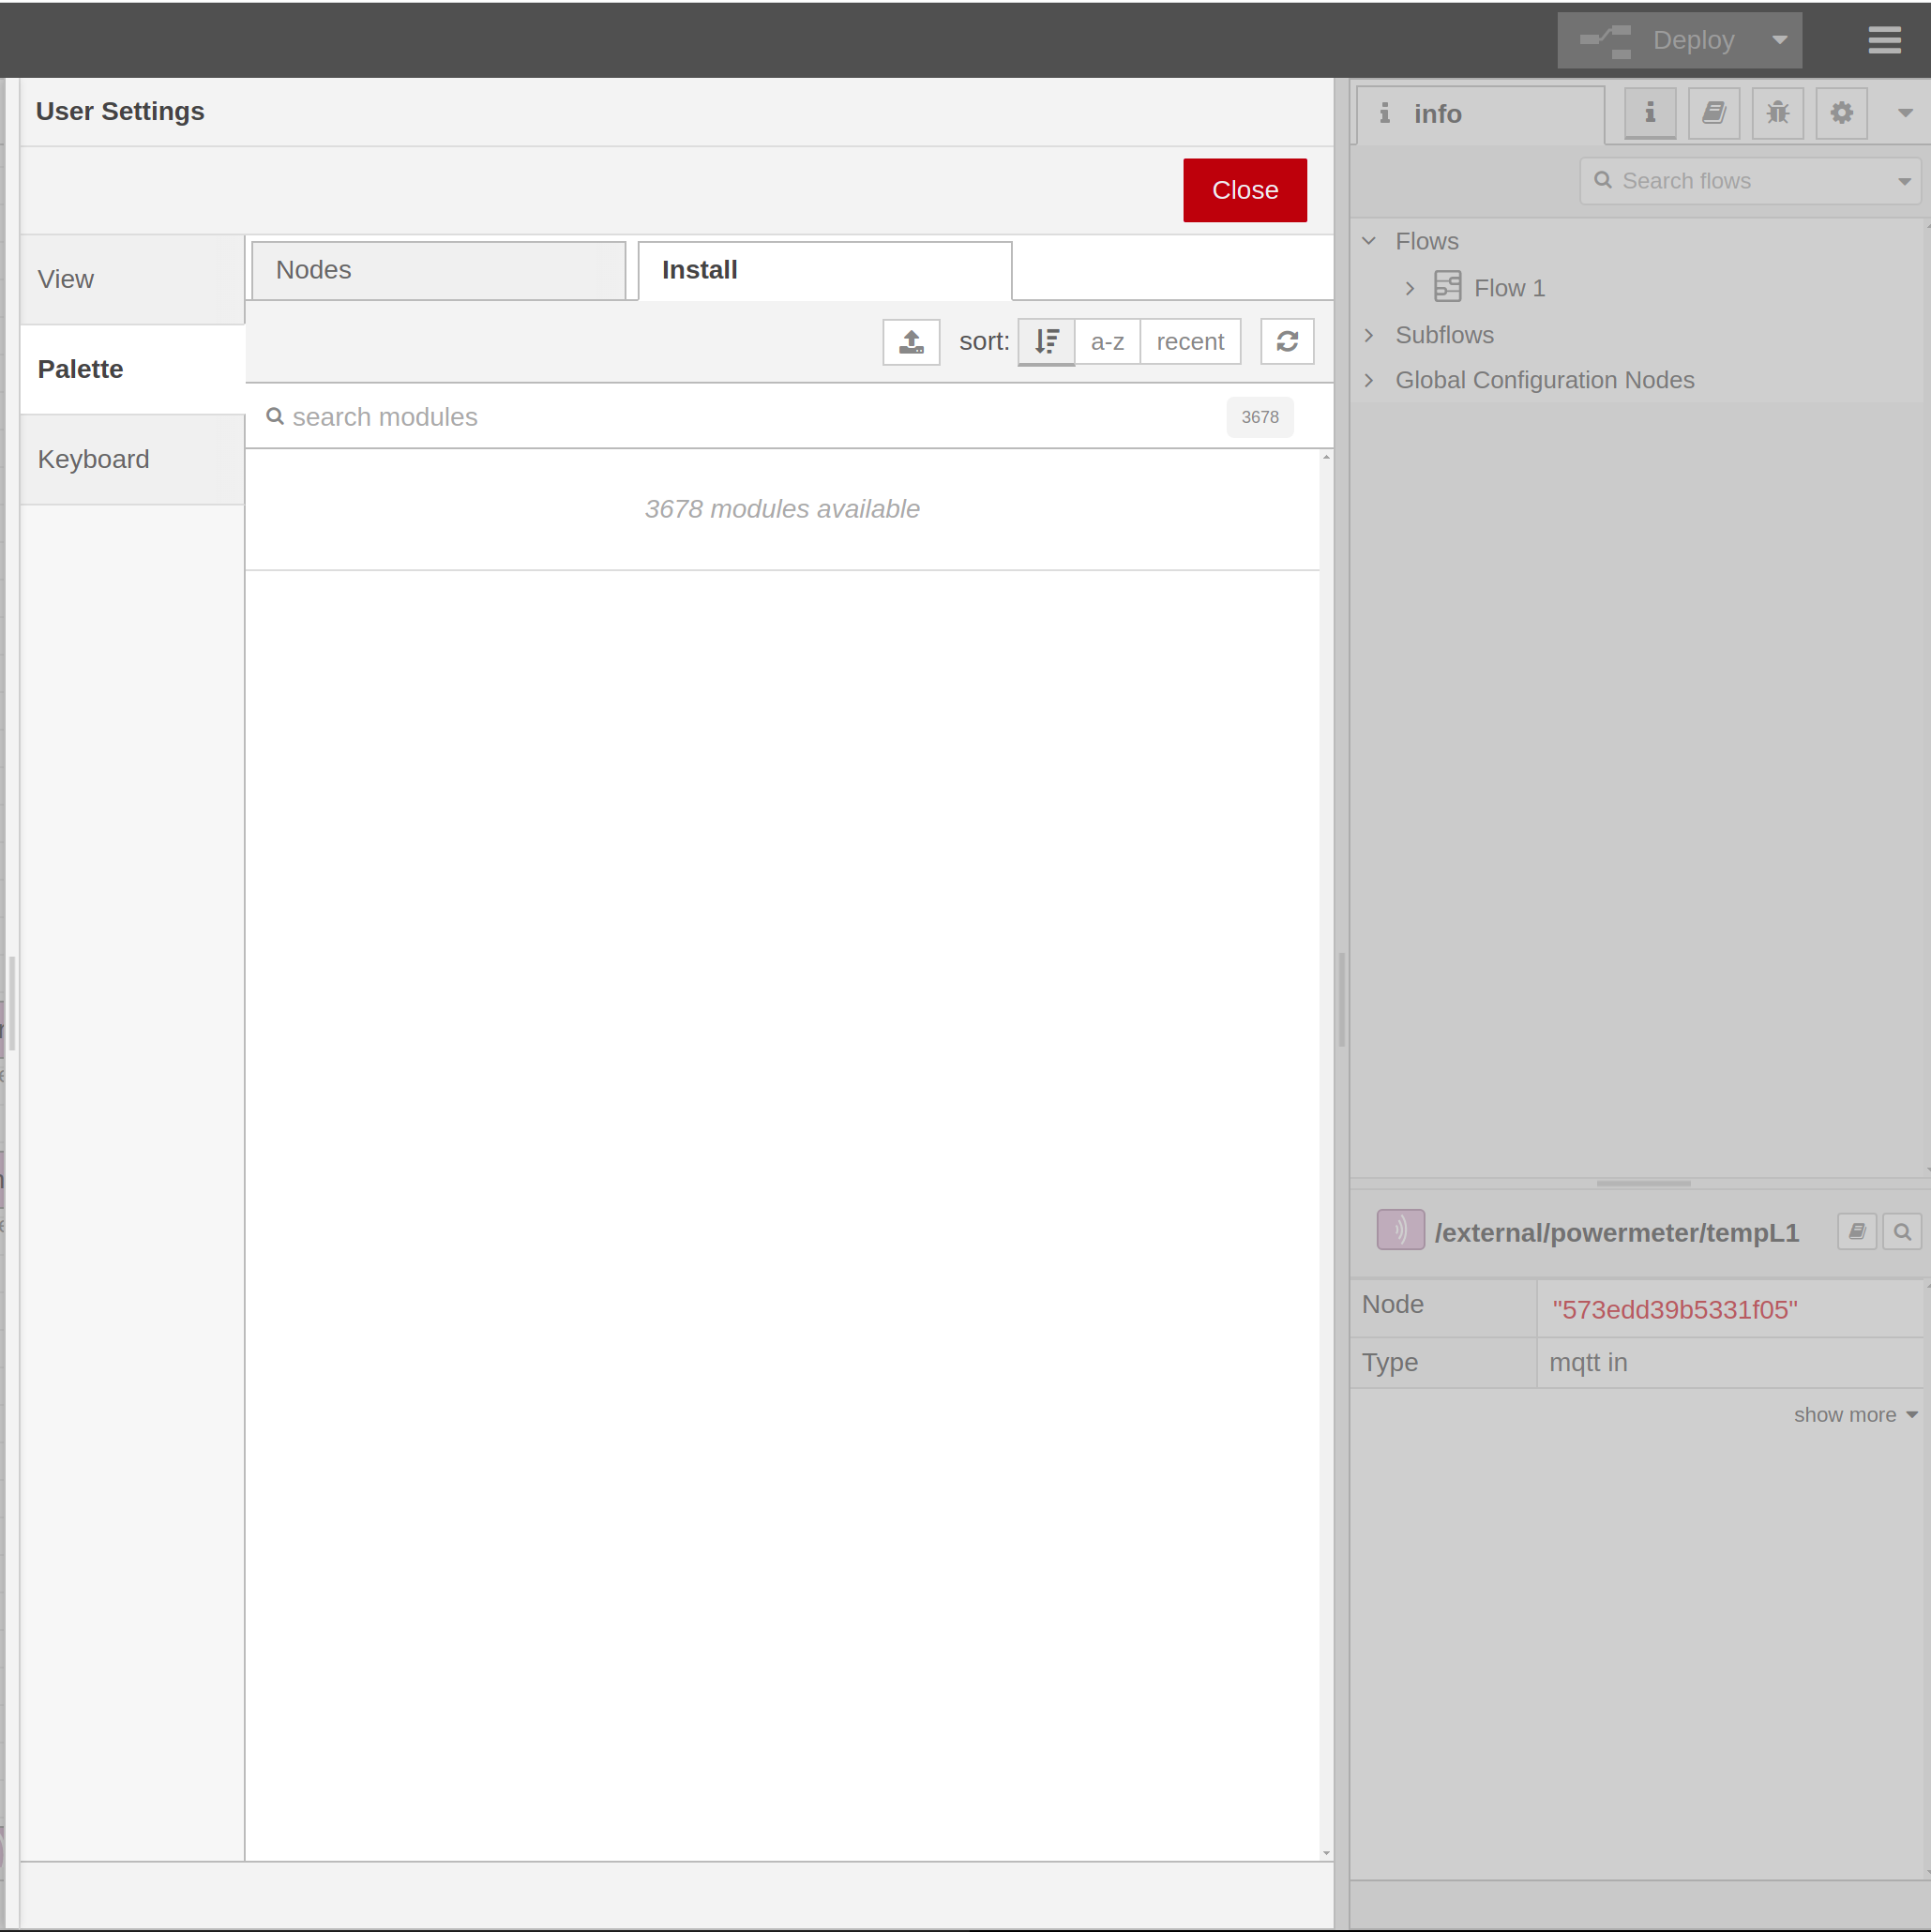 Deploy
User Settings
Close
View
Palette
Keyboard
Nodes
Install
sort:
a-z
recent
search modules
3678
3678 modules available
info
Search flows
Flows
Flow 1
Subflows
Global Configuration Nodes
/external/powermeter/tempL1
Node
"573edd39b5331f05"
Type
mqtt in
show more